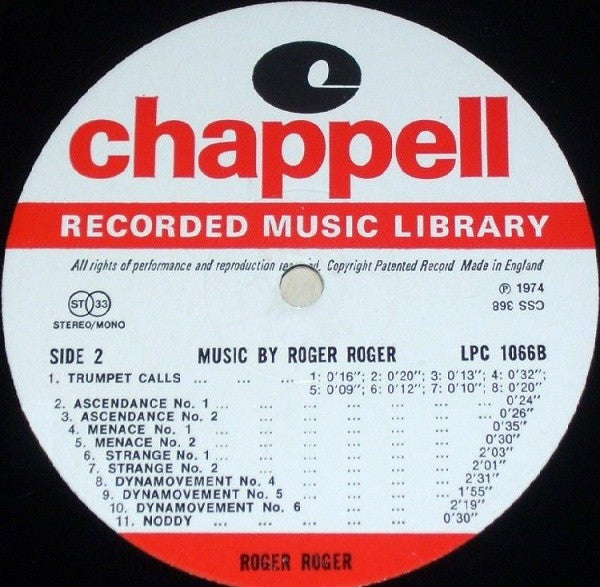 chappell
RECORDED MUSIC LIBRARY
All rights of performance and reproduction Copyright Patented Record Made in England
℗ 1974
CSS 368
ST 33
STEREO/MONO
SIDE 2 MUSIC BY ROGER ROGER LPC 1066B
1. TRUMPET CALLS ... ... ... 1: 0'16"; 2: 0'20"; 3: 0'13"; 4: 0'32";
5: 0'09"; 6: 0'12"; 7: 0'10"; 8: 0'20"
2. ASCENDANCE No. 1 ... ... ... ... ... 0'24"
3. ASCENDANCE No. 2 ... ... ... ... ... 0'26"
4. MENACE No. 1 ... ... ... ... ... 0'35"
5. MENACE No. 2 ... ... ... ... ... 0'30"
6. STRANGE No. 1 ... ... ... ... ... 2'03"
7. STRANGE No. 2 ... ... ... ... ... 2'01"
8. DYNAMOVEMENT No. 4 ... ... ... ... 2'31"
9. DYNAMOVEMENT No. 5 ... ... ... ... 1'55"
10. DYNAMOVEMENT No. 6 ... ... ... 2'19"
11. NODDY ... ... ... ... ... 0'30"
ROGER ROGER